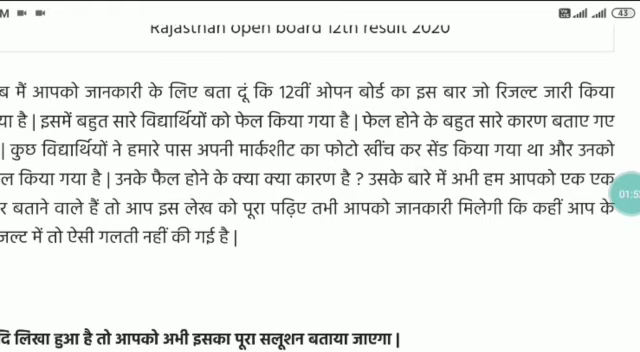 M
43
Rajasthan open board 12th result 2020
मैं आपको जानकारी के लिए बता दूं कि 12वीं ओपन बोर्ड का इस बार जो रिजल्ट जारी किया
है | इसमें बहुत सारे विद्यार्थियों को फेल किया गया है | फेल होने के बहुत सारे कारण बताए गए
| कुछ विद्यार्थियों ने हमारे पास अपनी मार्कशीट का फोटो खींच कर सेंड किया गया था और उनको
किया गया है | उनके फैल होने के क्या क्या कारण है ? उसके बारे में अभी हम आपको एक एक
बताने वाले हैं तो आप इस लेख को पूरा पढ़िए तभी आपको जानकारी मिलेगी कि कहीं आप के
में तो ऐसी गलती नहीं की गई है |
लिखा हुआ है तो आपको अभी इसका पूरा सलूशन बताया जाएगा |